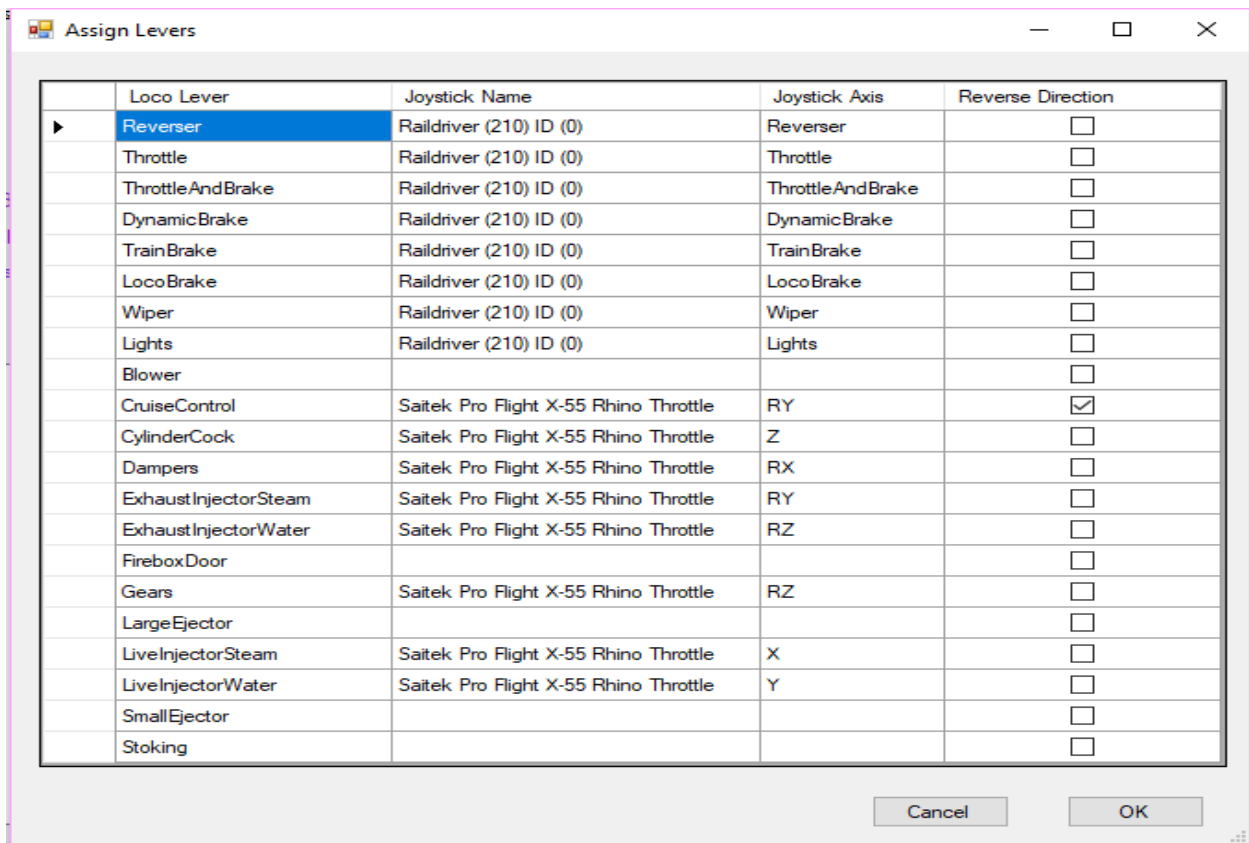 Assign Levers
Loco Lever Joystick Name Joystick Axis Reverse Direction
Reverser Raildriver (210) ID (0) Reverser
Throttle Raildriver (210) ID (0) Throttle
ThrottleAndBrake Raildriver (210) ID (0) ThrottleAndBrake
DynamicBrake Raildriver (210) ID (0) DynamicBrake
TrainBrake Raildriver (210) ID (0) TrainBrake
LocoBrake Raildriver (210) ID (0) LocoBrake
Wiper Raildriver (210) ID (0) Wiper
Lights Raildriver (210) ID (0) Lights
Blower
CruiseControl Saitek Pro Flight X-55 Rhino Throttle RY
CylinderCock Saitek Pro Flight X-55 Rhino Throttle Z
Dampers Saitek Pro Flight X-55 Rhino Throttle RX
ExhaustInjectorSteam Saitek Pro Flight X-55 Rhino Throttle RY
ExhaustInjectorWater Saitek Pro Flight X-55 Rhino Throttle RZ
FireboxDoor
Gears Saitek Pro Flight X-55 Rhino Throttle RZ
LargeEjector
LiveInjectorSteam Saitek Pro Flight X-55 Rhino Throttle X
LiveInjectorWater Saitek Pro Flight X-55 Rhino Throttle Y
SmallEjector
Stoking
Cancel OK